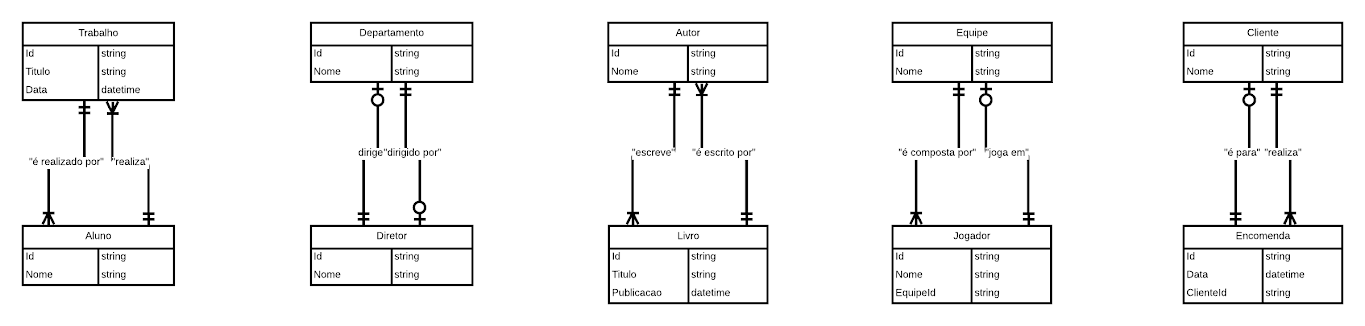 Trabalho
Id string
Titulo string
Data datetime
"é realizado por" "realiza"
Aluno
Id string
Nome string
Departamento
Id string
Nome string
dirige "dirigido por"
Diretor
Id string
Nome string
Autor
Id string
Nome string
"escreve" "é escrito por"
Livro
Id string
Titulo string
Publicacao datetime
Equipe
Id string
Nome string
"é composta por" "joga em"
Jogador
Id string
Nome string
EquipeId string
Cliente
Id string
Nome string
"é para" "realiza"
Encomenda
Id string
Data datetime
ClienteId string